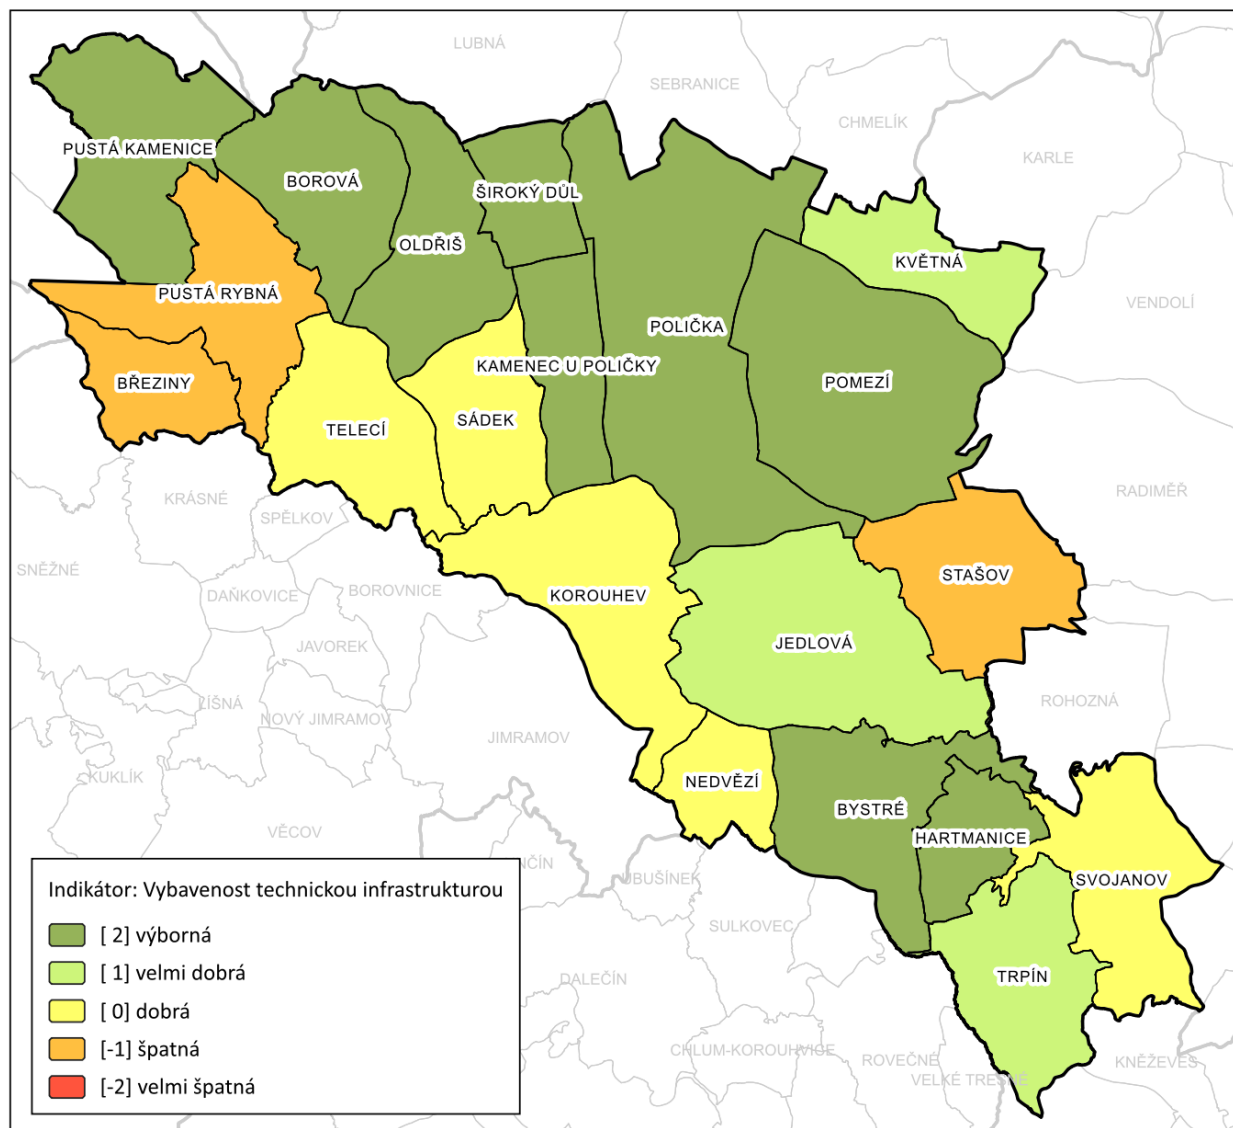 LUBNÁ
SEBRANICE
CHMELÍK
KARLE
PUSTÁ KAMENICE
BOROVÁ
ŠIROKÝ DŮL
OLDŘIŠ
KVĚTNÁ
PUSTÁ RYBNÁ
VENDOLÍ
POLIČKA
KAMENEC U POLIČKY
BŘEZINY
POMEZÍ
SÁDEK
TELECÍ
KRÁSNÉ
RADIMĚŘ
SPĚLKOV
SNĚŽNÉ
STAŠOV
BOROVNICE
DAŇKOVICE
KOROUHEV
JAVOREK
JEDLOVÁ
LÍŠNÁ
ROHOZNÁ
NOVÝ JIMRAMOV
JIMRAMOV
KUKLÍK
NEDVĚZÍ
BYSTRÉ
VĚCOV
HARTMANICE
NČÍN
UBUŠÍNEK
SVOJANOV
SULKOVEC
DALEČÍN
TRPÍN
CHLUM-KOROUHVICE
ROVEČNÉ
KNĚŽEVES
VELKÉ TRESNÉ
Indikátor: Vybavenost technickou infrastrukturou
[ 2] výborná
[ 1] velmi dobrá
[ 0] dobrá
[-1] špatná
[-2] velmi špatná